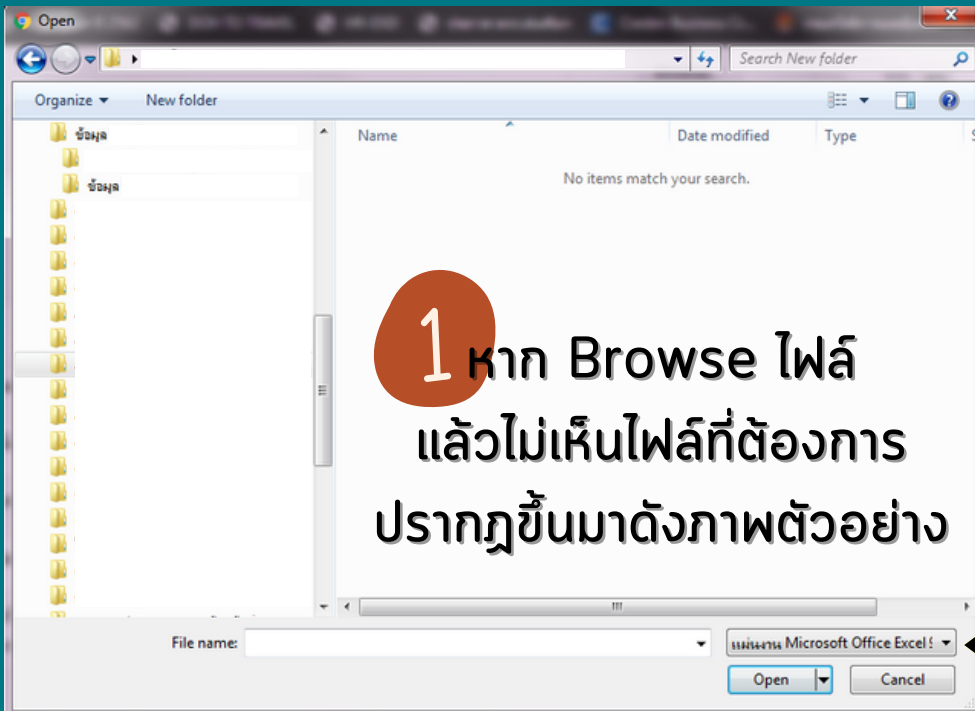 Open
Search New folder
Organize
New folder
ข้อมูล
ข้อมูล
Name
Date modified
Type
No items match your search.
1 หาก Browse ไฟล์
แล้วไม่เห็นไฟล์ที่ต้องการ
ปรากฏขึ้นมาดังภาพตัวอย่าง
File name:
แผ่นงาน Microsoft Office Excel 9
Open
Cancel